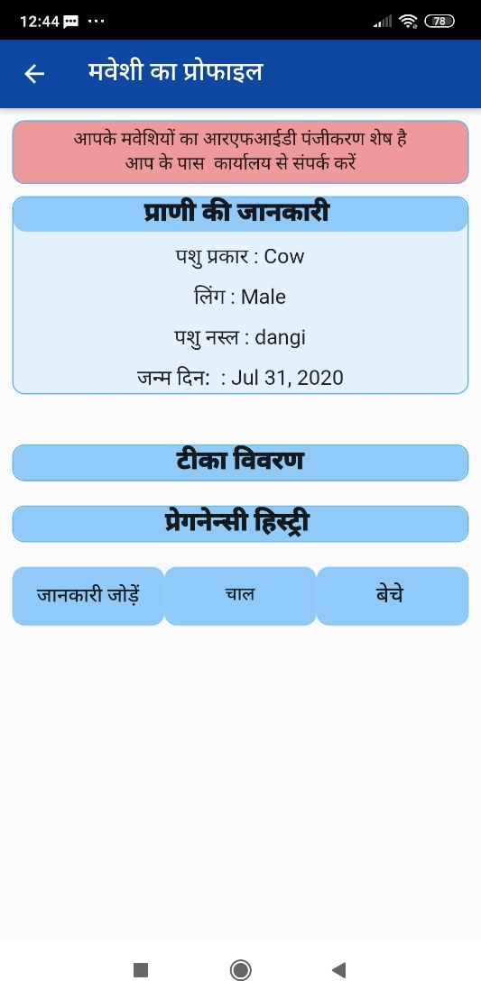 12:44
78
मवेशी का प्रोफाइल
आपके मवेशियों का आरएफआईडी पंजीकरण शेष है
आप के पास कार्यालय से संपर्क करें
प्राणी की जानकारी
पशु प्रकार : Cow
लिंग : Male
पशु नस्ल : dangi
जन्म दिन: : Jul 31, 2020
टीका विवरण
प्रेगनेन्सी हिस्ट्री
जानकारी जोड़ें चाल बेचे